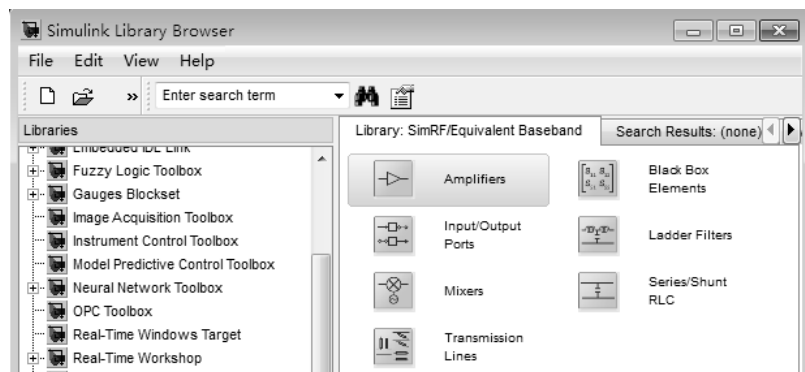 Simulink Library Browser
File Edit View Help
» Enter search term
Libraries
Library: SimRF/Equivalent Baseband
Search Results: (none)
Embedded IDE Link
Fuzzy Logic Toolbox
Gauges Blockset
Image Acquisition Toolbox
Instrument Control Toolbox
Model Predictive Control Toolbox
Neural Network Toolbox
OPC Toolbox
Real-Time Windows Target
Real-Time Workshop
Amplifiers
Black Box
Elements
Input/Output
Ports
Ladder Filters
Mixers
Series/Shunt
RLC
Transmission
Lines